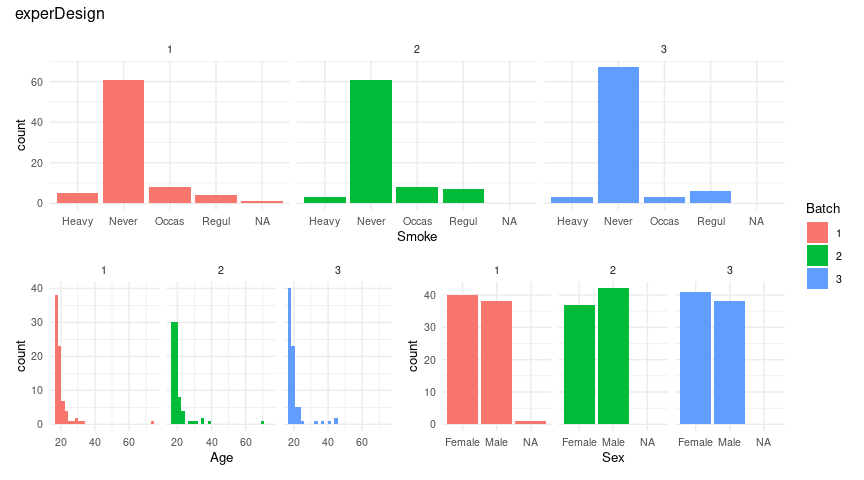 experDesign
1 2 3
count
60
40
20
0
Heavy Never Occas Regul NA Heavy Never Occas Regul NA Heavy Never Occas Regul NA
Smoke
Batch
1
2
3
1 2 3
count
40
30
20
10
0
20 40 60 20 40 60 20 40 60
Age
1 2 3
count
40
30
20
10
0
Female Male NA Female Male NA Female Male NA
Sex